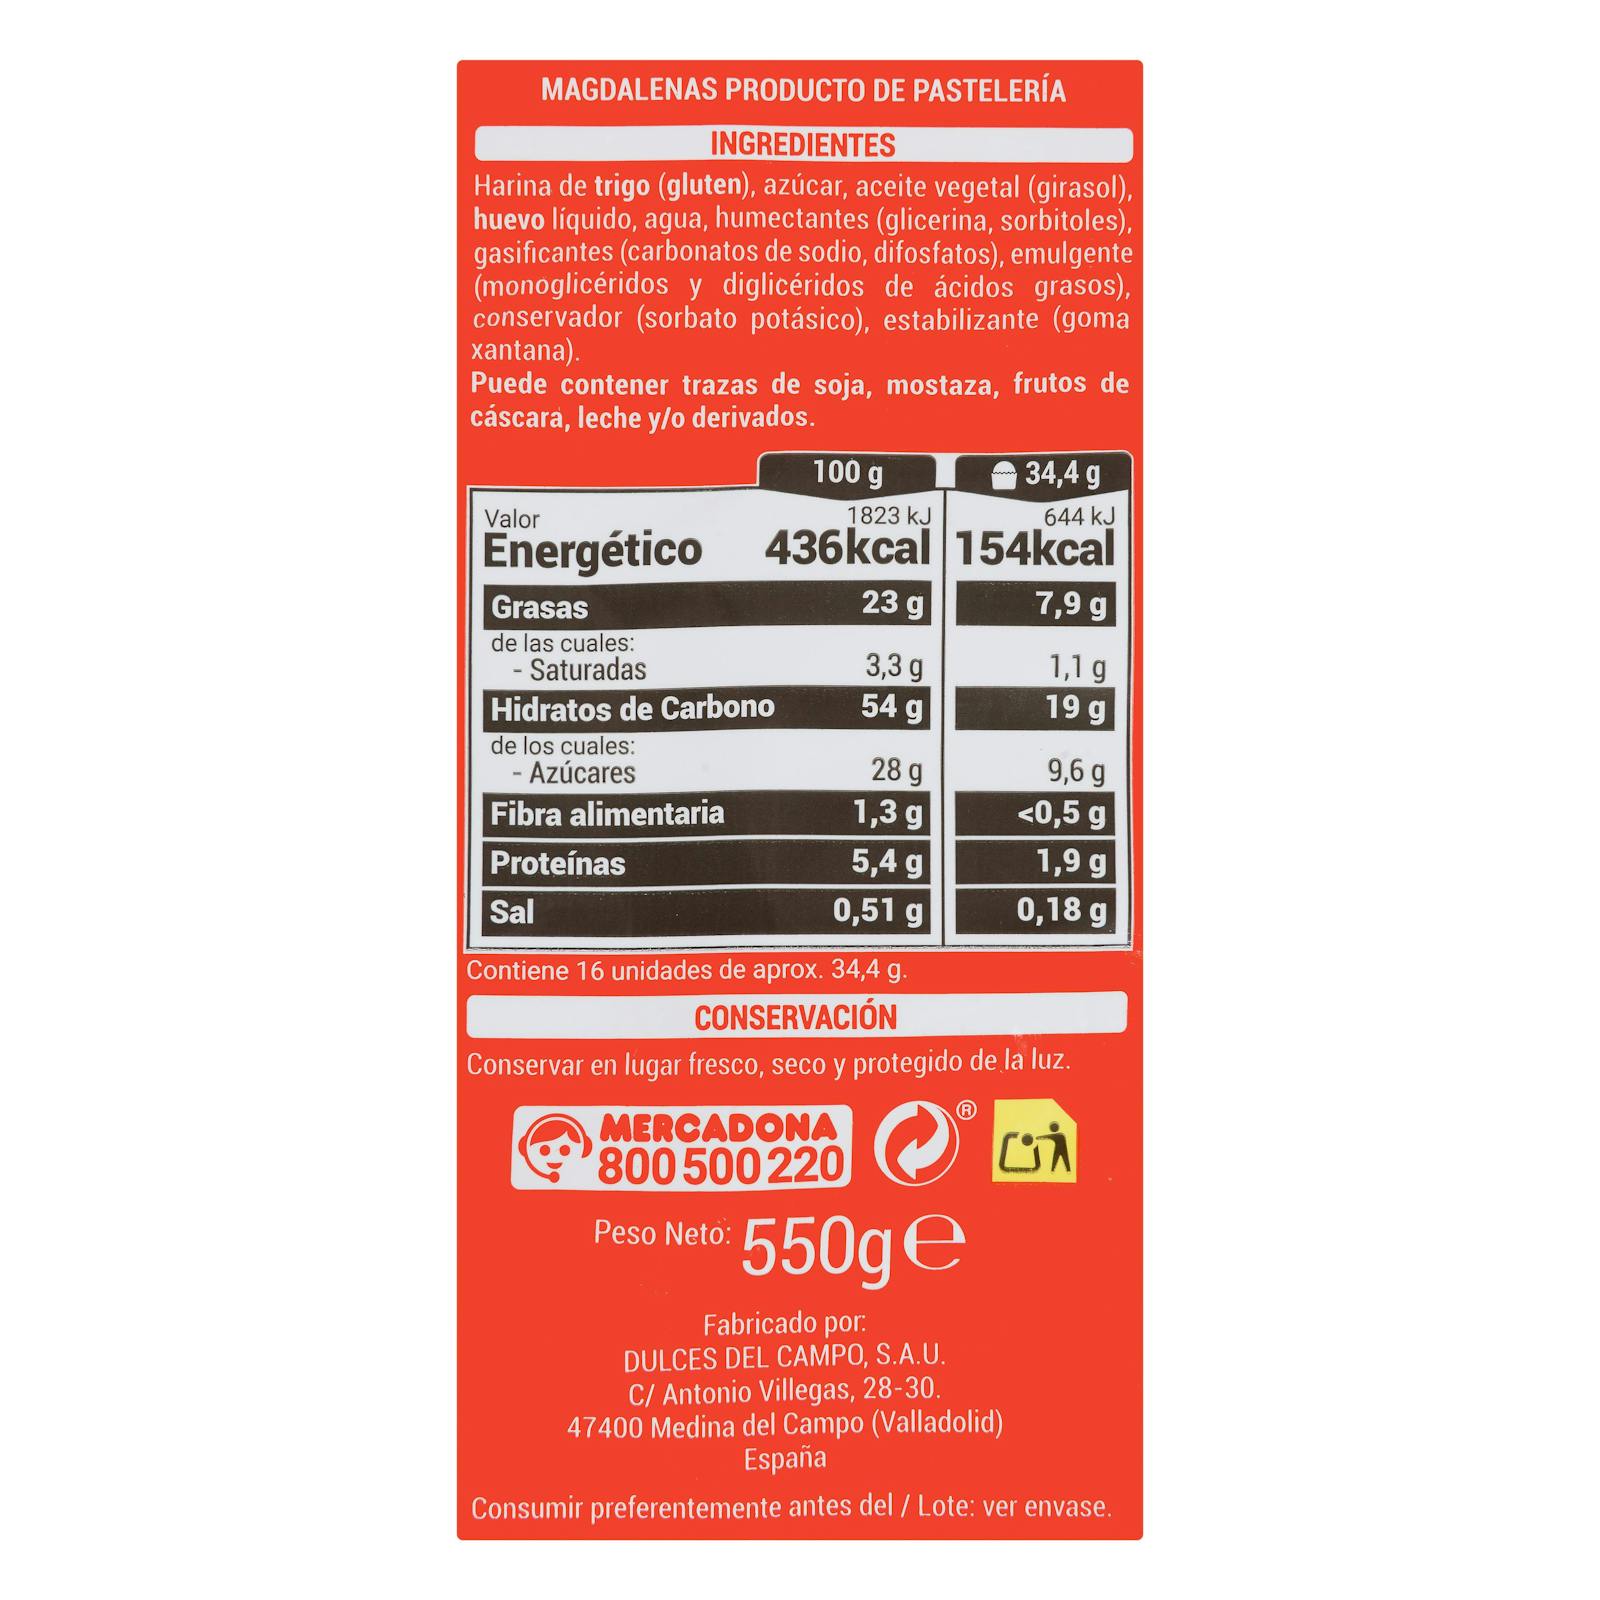 MAGDALENAS PRODUCTO DE PASTELERÍA
INGREDIENTES
Harina de trigo (gluten), azúcar, aceite vegetal (girasol),
huevo líquido, agua, humectantes (glicerina, sorbitoles),
gasificantes (carbonatos de sodio, difosfatos), emulgente
(monoglicéridos y diglicéridos de ácidos grasos),
conservador (sorbato potásico), estabilizante (goma
xantana).
Puede contener trazas de soja, mostaza, frutos de
cáscara, leche y/o derivados.
100 g 34,4 g
Valor 1823 kJ 644 kJ
Energético 436kcal 154kcal
Grasas 23 g 7,9 g
de las cuales:
- Saturadas 3,3 g 1,1 g
Hidratos de Carbono 54 g 19 g
de los cuales:
- Azúcares 28 g 9,6 g
Fibra alimentaria 1,3 g <0,5 g
Proteínas 5,4 g 1,9 g
Sal 0,51 g 0,18 g
Contiene 16 unidades de aprox. 34,4 g.
CONSERVACIÓN
Conservar en lugar fresco, seco y protegido de la luz.
MERCADONA ®
800 500 220
Peso Neto: 550g e
Fabricado por:
DULCES DEL CAMPO, S.A.U.
C/ Antonio Villegas, 28-30.
47400 Medina del Campo (Valladolid)
España
Consumir preferentemente antes del / Lote: ver envase.